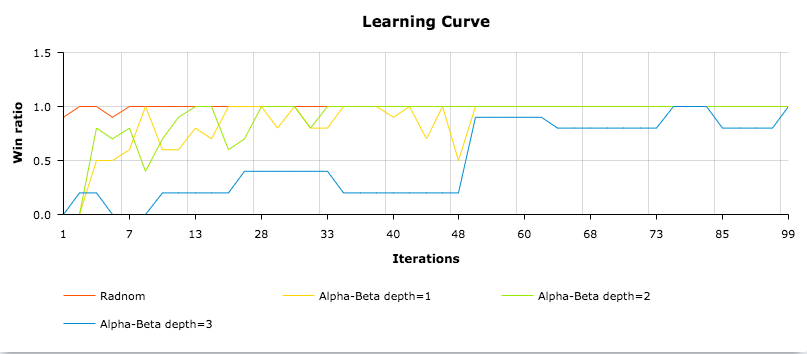 Learning Curve
1.5
1.0
0.5
0.0
Win ratio
1 7 13 28 33 40 48 60 68 73 85 99
Iterations
Radnom Alpha-Beta depth=1 Alpha-Beta depth=2
Alpha-Beta depth=3